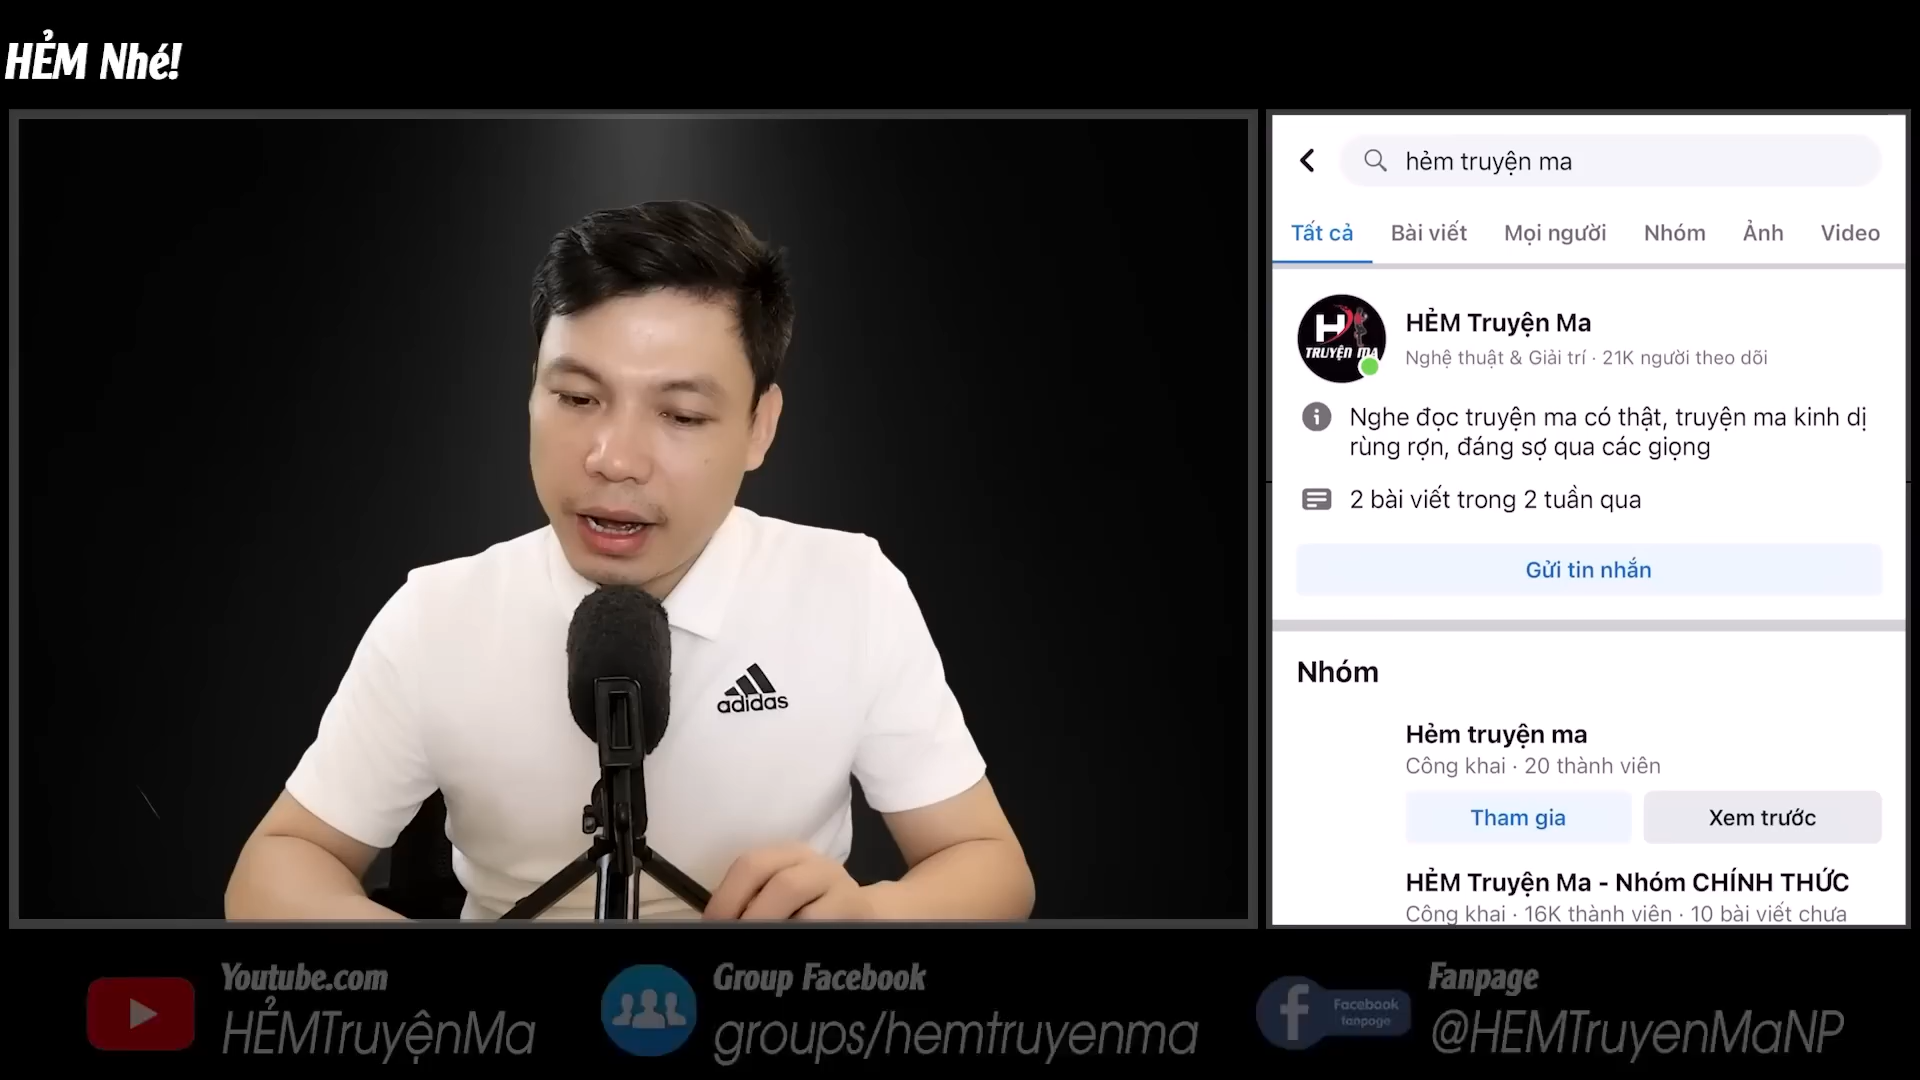 HẺM Nhé!
hẻm truyện ma
Tất cả Bài viết Mọi người Nhóm Ảnh Video
H
TRUYỆN MA
HẺM Truyện Ma
Nghệ thuật & Giải trí · 21K người theo dõi
Nghe đọc truyện ma có thật, truyện ma kinh dị
rùng rợn, đáng sợ qua các giọng
2 bài viết trong 2 tuần qua
Gửi tin nhắn
Nhóm
Hẻm truyện ma
Công khai · 20 thành viên
Tham gia Xem trước
HẺM Truyện Ma - Nhóm CHÍNH THỨC
Công khai · 16K thành viên · 10 bài viết chưa
adidas
Youtube.com
HẺMTruyệnMa
Group Facebook
groups/hemtruyenma
Facebook
fanpage
Fanpage
@HEMTruyenMaNP